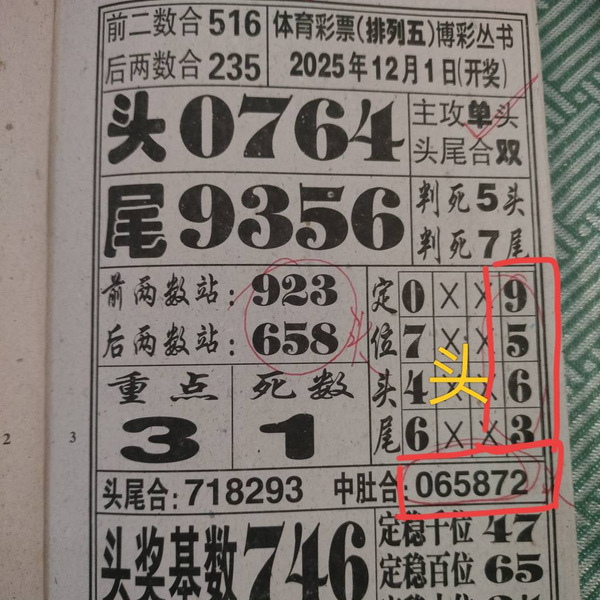 前二数合 516
后两数合 235
体育彩票(排列五)博彩丛书
2025年12月1日(开奖)
头 0764
主攻单头
头尾合双
尾 9356
判死5头
判死7尾
前两数站：923
后两数站：658
头
重点
3
死数
1
定位头尾
0 X X 9
7 X X 5
4 X X 6
6 X X 3
头
头尾合：718293
中肚合：065872
头奖基数 746
定稳千位 47
定稳百位 65
2
3